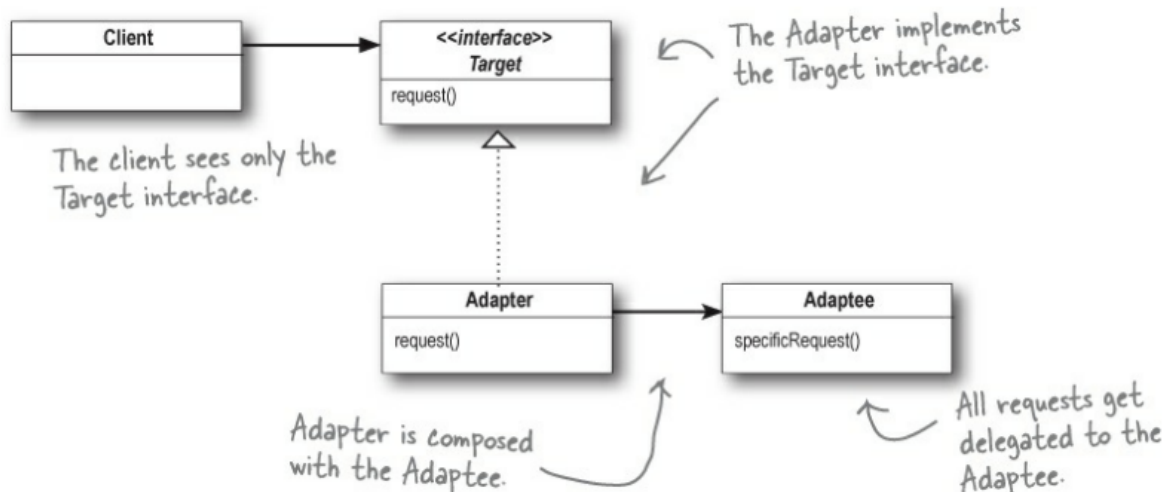 Client
<<interface>>
Target
request()
The Adapter implements
the Target interface.
The client sees only the
Target interface.
Adapter
request()
Adaptee
specificRequest()
Adapter is composed
with the Adaptee.
All requests get
delegated to the
Adaptee.